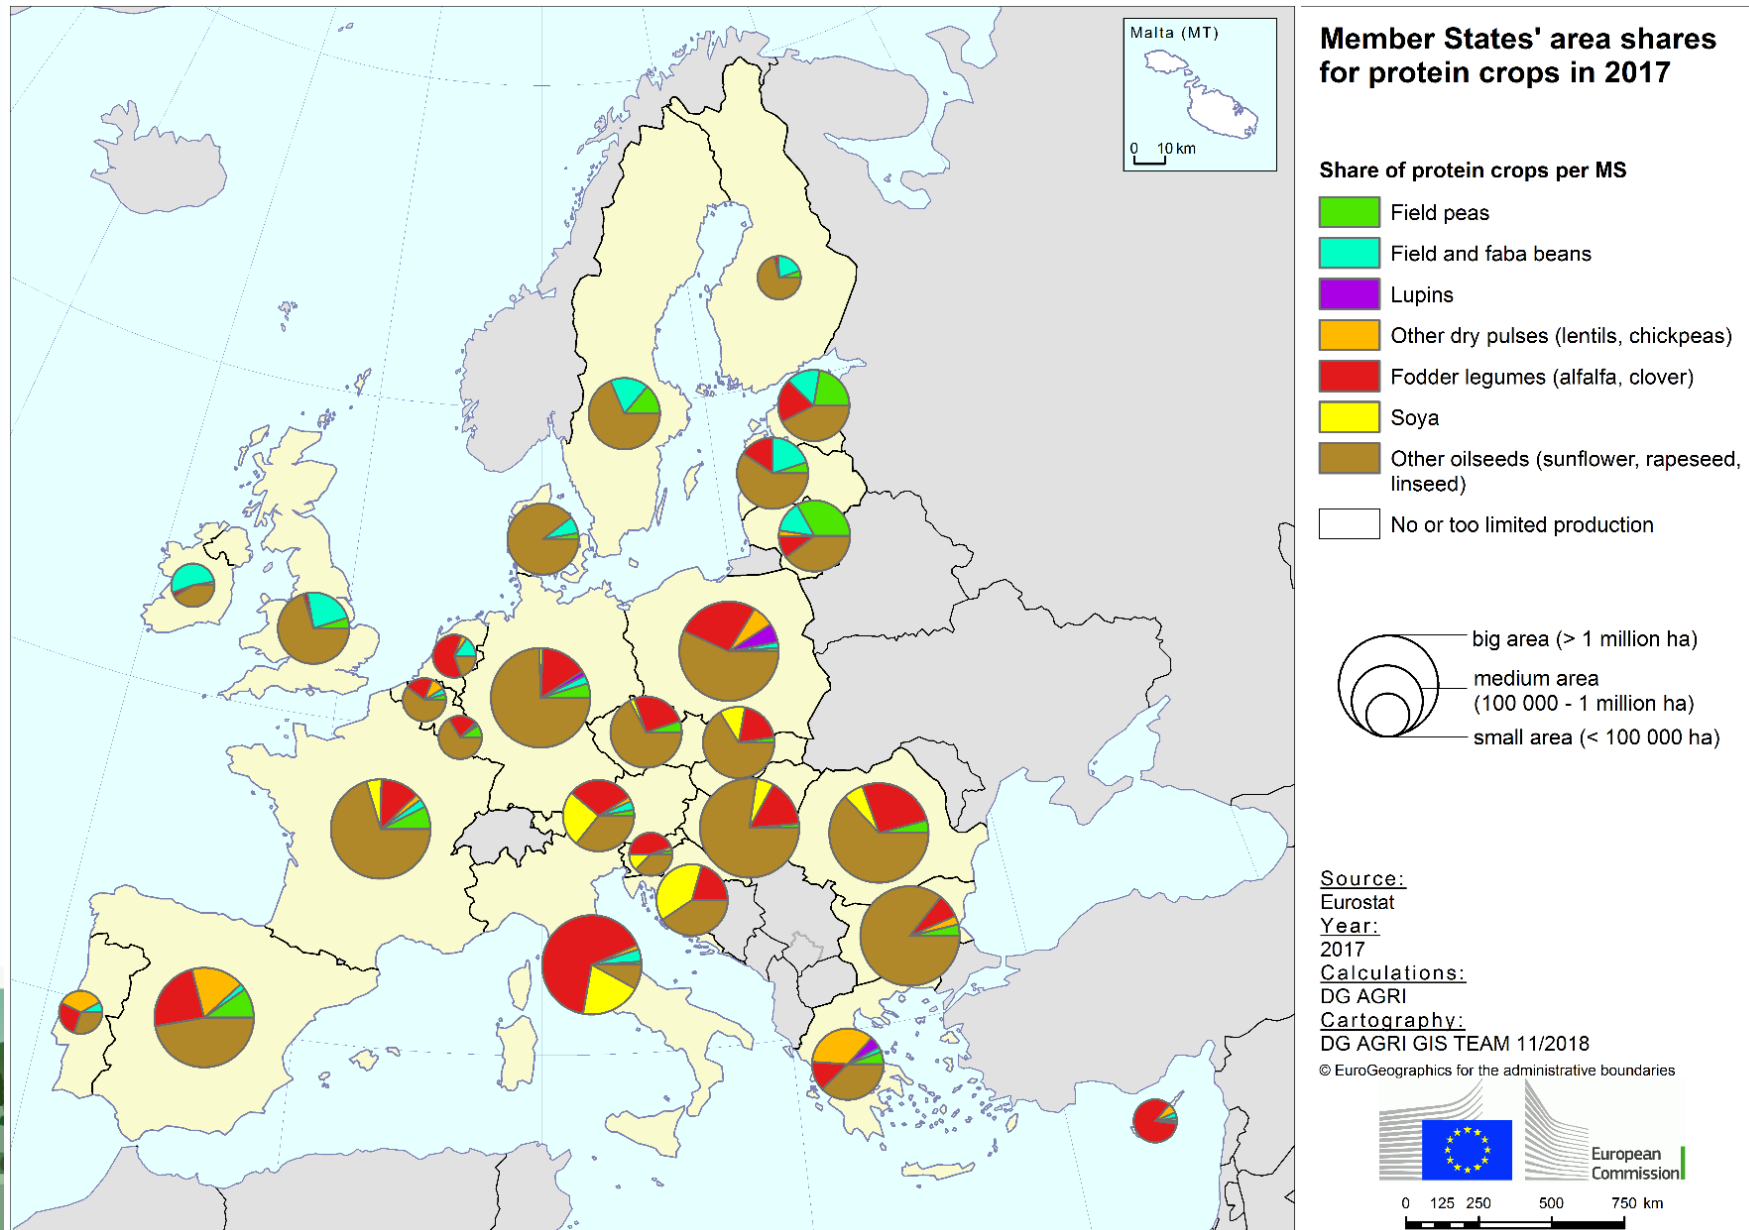 Malta (MT)
0 10 km
Member States' area shares
for protein crops in 2017
Share of protein crops per MS
Field peas
Field and faba beans
Lupins
Other dry pulses (lentils, chickpeas)
Fodder legumes (alfalfa, clover)
Soya
Other oilseeds (sunflower, rapeseed,
linseed)
No or too limited production
big area (> 1 million ha)
medium area
(100 000 - 1 million ha)
small area (< 100 000 ha)
Source:
Eurostat
Year:
2017
Calculations:
DG AGRI
Cartography:
DG AGRI GIS TEAM 11/2018
© EuroGeographics for the administrative boundaries
European
Commission
0 125 250 500 750 km